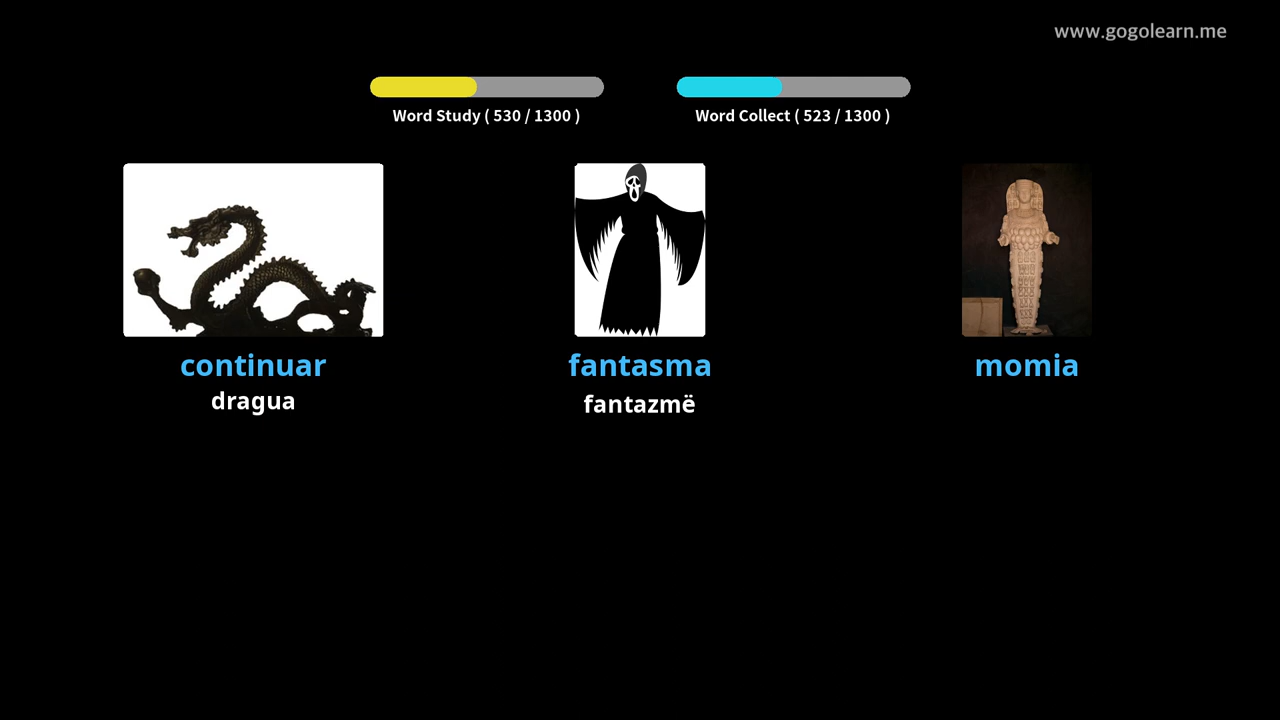 www.gogolearn.me
Word Study ( 530 / 1300 )
Word Collect ( 523 / 1300 )
continuar
dragua
fantasma
fantazmë
momia